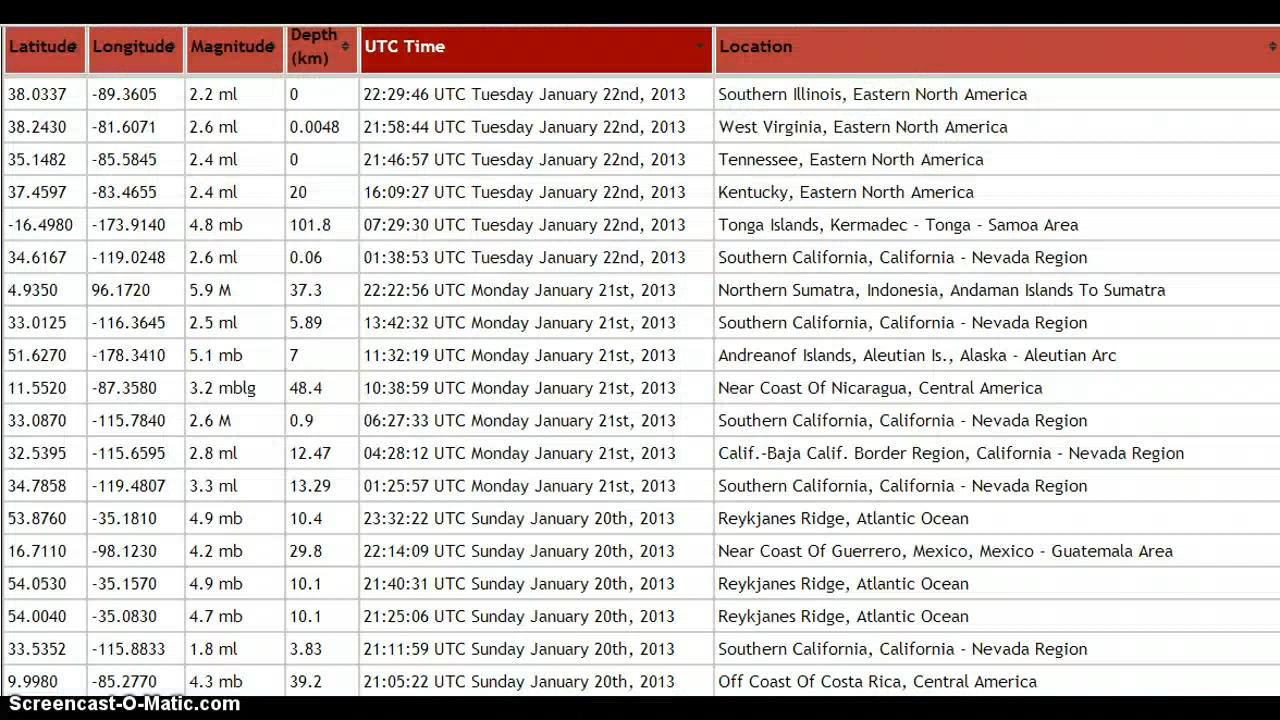 Latitude Longitude Magnitude Depth (km) UTC Time Location
38.0337 -89.3605 2.2 ml 0 22:29:46 UTC Tuesday January 22nd, 2013 Southern Illinois, Eastern North America
38.2430 -81.6071 2.6 ml 0.0048 21:58:44 UTC Tuesday January 22nd, 2013 West Virginia, Eastern North America
35.1482 -85.5845 2.4 ml 0 21:46:57 UTC Tuesday January 22nd, 2013 Tennessee, Eastern North America
37.4597 -83.4655 2.4 ml 20 16:09:27 UTC Tuesday January 22nd, 2013 Kentucky, Eastern North America
-16.4980 -173.9140 4.8 mb 101.8 07:29:30 UTC Tuesday January 22nd, 2013 Tonga Islands, Kermadec - Tonga - Samoa Area
34.6167 -119.0248 2.6 ml 0.06 01:38:53 UTC Tuesday January 22nd, 2013 Southern California, California - Nevada Region
4.9350 96.1720 5.9 M 37.3 22:22:56 UTC Monday January 21st, 2013 Northern Sumatra, Indonesia, Andaman Islands To Sumatra
33.0125 -116.3645 2.5 ml 5.89 13:42:32 UTC Monday January 21st, 2013 Southern California, California - Nevada Region
51.6270 -178.3410 5.1 mb 7 11:32:19 UTC Monday January 21st, 2013 Andreanof Islands, Aleutian Is., Alaska - Aleutian Arc
11.5520 -87.3580 3.2 mblg 48.4 10:38:59 UTC Monday January 21st, 2013 Near Coast Of Nicaragua, Central America
33.0870 -115.7840 2.6 M 0.9 06:27:33 UTC Monday January 21st, 2013 Southern California, California - Nevada Region
32.5395 -115.6595 2.8 ml 12.47 04:28:12 UTC Monday January 21st, 2013 Calif.-Baja Calif. Border Region, California - Nevada Region
34.7858 -119.4807 3.3 ml 13.29 01:25:57 UTC Monday January 21st, 2013 Southern California, California - Nevada Region
53.8760 -35.1810 4.9 mb 10.4 23:32:22 UTC Sunday January 20th, 2013 Reykjanes Ridge, Atlantic Ocean
16.7110 -98.1230 4.2 mb 29.8 22:14:09 UTC Sunday January 20th, 2013 Near Coast Of Guerrero, Mexico, Mexico - Guatemala Area
54.0530 -35.1570 4.9 mb 10.1 21:40:31 UTC Sunday January 20th, 2013 Reykjanes Ridge, Atlantic Ocean
54.0040 -35.0830 4.7 mb 10.1 21:25:06 UTC Sunday January 20th, 2013 Reykjanes Ridge, Atlantic Ocean
33.5352 -115.8833 1.8 ml 3.83 21:11:59 UTC Sunday January 20th, 2013 Southern California, California - Nevada Region
9.9980 -85.2770 4.3 mb 39.2 21:05:22 UTC Sunday January 20th, 2013 Off Coast Of Costa Rica, Central America
Screencast-O-Matic.com